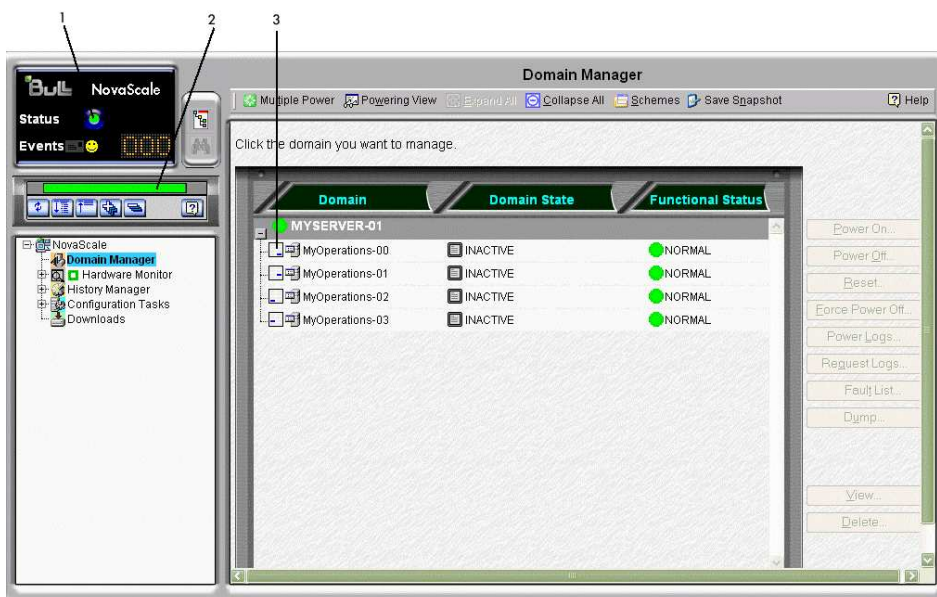 1 2 3
Domain Manager
Bull NovaScale
Status
Events 000
Multiple Power Powering View Expand All Collapse All Schemes Save Snapshot Help
Click the domain you want to manage.
Domain Domain State Functional Status
MYSERVER-01
MyOperations-00 INACTIVE NORMAL
MyOperations-01 INACTIVE NORMAL
MyOperations-02 INACTIVE NORMAL
MyOperations-03 INACTIVE NORMAL
NovaScale
Domain Manager
Hardware Monitor
History Manager
Configuration Tasks
Downloads
Power On...
Power Off...
Reset...
Force Power Off...
Power Logs...
Request Logs...
Fault List...
Dump...
View...
Delete...